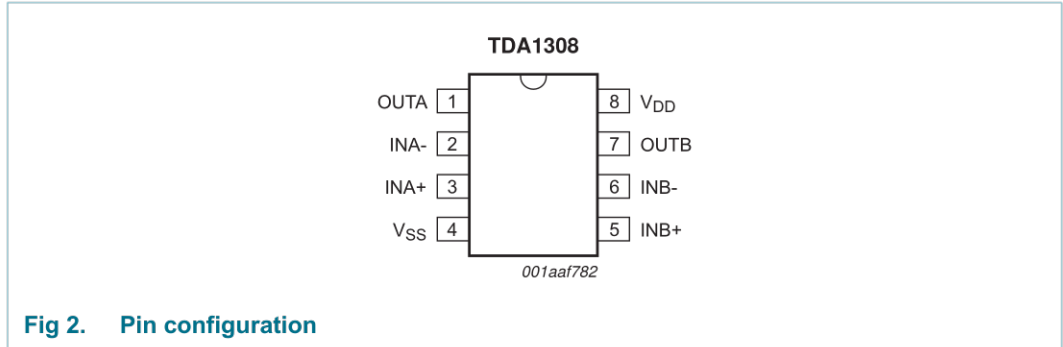 TDA1308
OUTA 1 8 VDD
INA- 2 7 OUTB
INA+ 3 6 INB-
VSS 4 5 INB+
001aaf782
Fig 2. Pin configuration